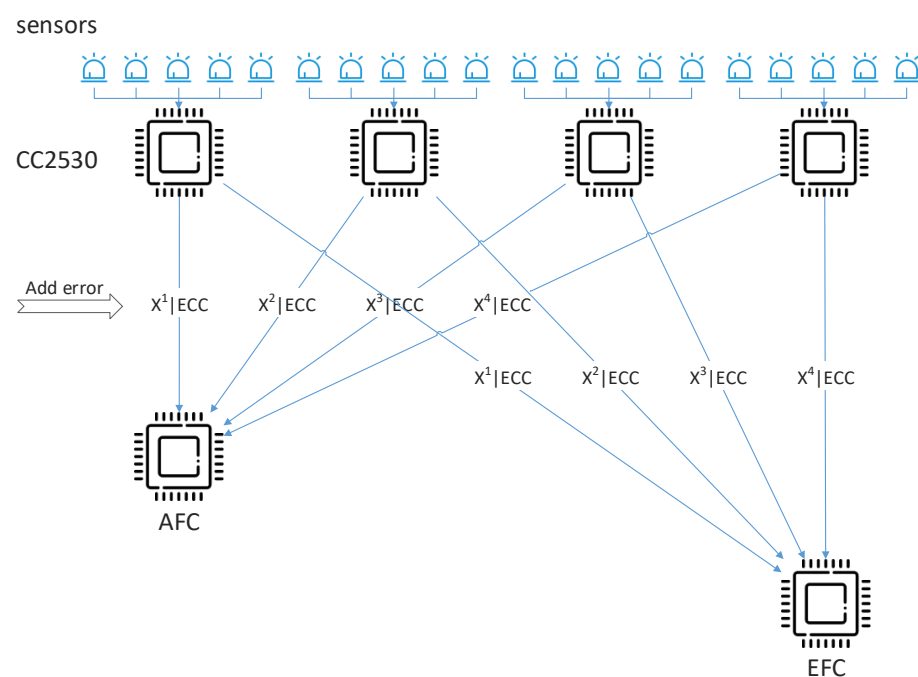 sensors
CC2530
Add error
X¹|ECC X²|ECC X³|ECC X⁴|ECC
X¹|ECC X²|ECC X³|ECC X⁴|ECC
AFC
EFC